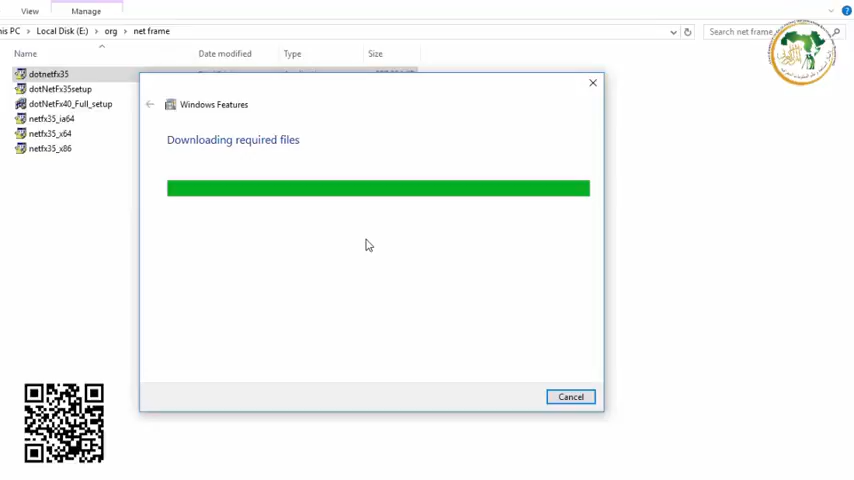 View
Manage
his PC > Local Disk (E:) > org > net frame
Search net frame
Name
Date modified
Type
Size
dotnetfx35
dotNetFx35setup
dotNetFx40_Full_setup
netfx35_ia64
netfx35_x64
netfx35_x86
Windows Features
Downloading required files
Cancel